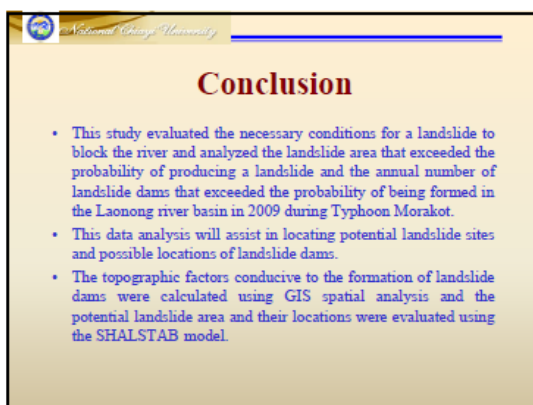 National Chiayi University
Conclusion
• This study evaluated the necessary conditions for a landslide to
block the river and analyzed the landslide area that exceeded the
probability of producing a landslide and the annual number of
landslide dams that exceeded the probability of being formed in
the Laonong river basin in 2009 during Typhoon Morakot.
• This data analysis will assist in locating potential landslide sites
and possible locations of landslide dams.
• The topographic factors conducive to the formation of landslide
dams were calculated using GIS spatial analysis and the
potential landslide area and their locations were evaluated using
the SHALSTAB model.